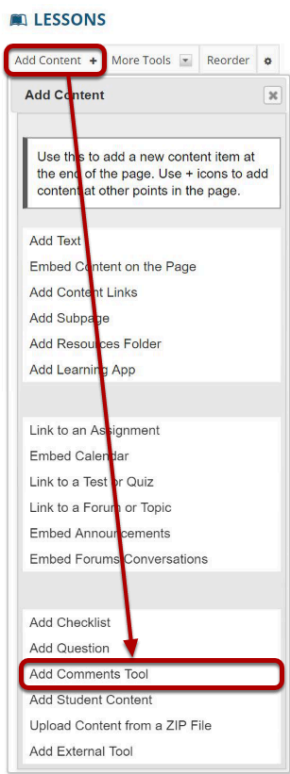 LESSONS
Add Content + More Tools Reorder
Add Content
Use this to add a new content item at
the end of the page. Use + icons to add
content at other points in the page.
Add Text
Embed Content on the Page
Add Content Links
Add Subpage
Add Resources Folder
Add Learning App
Link to an Assignment
Embed Calendar
Link to a Test or Quiz
Link to a Forum or Topic
Embed Announcements
Embed Forums Conversations
Add Checklist
Add Question
Add Comments Tool
Add Student Content
Upload Content from a ZIP File
Add External Tool